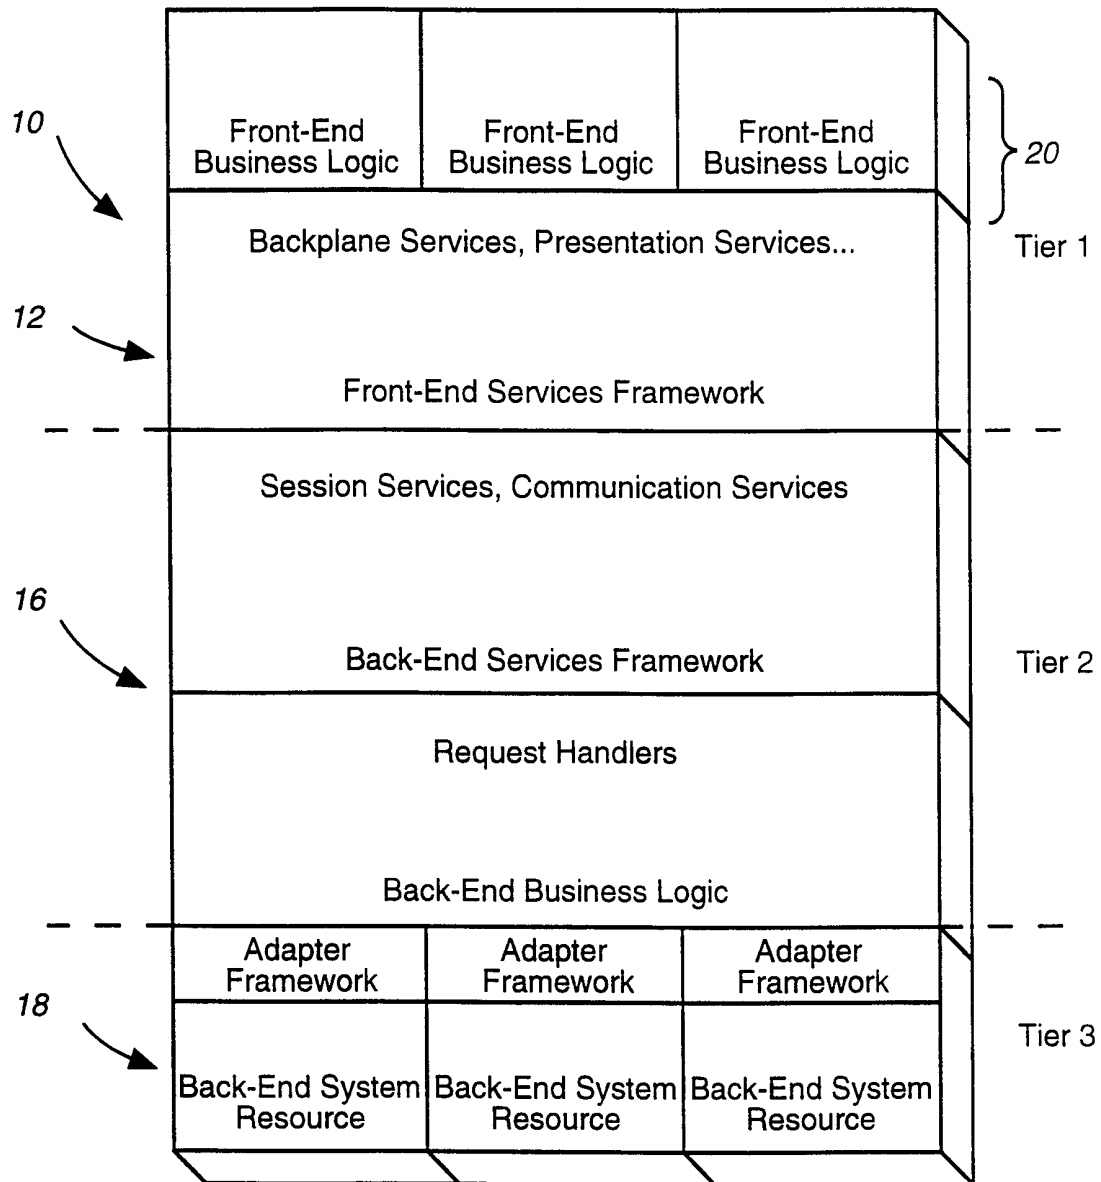 Front-End Front-End Front-End
10
Business Logic Business Logic Business Logic
20
Backplane Services, Presentation Services...
Tier 1
12
Front-End Services Framework
Session Services, Communication Services
16
Back-End Services Framework
Tier 2
Request Handlers
Back-End Business Logic
Adapter Adapter Adapter
Framework Framework Framework
18
Tier 3
Back-End System Back-End System Back-End System
Resource Resource Resource